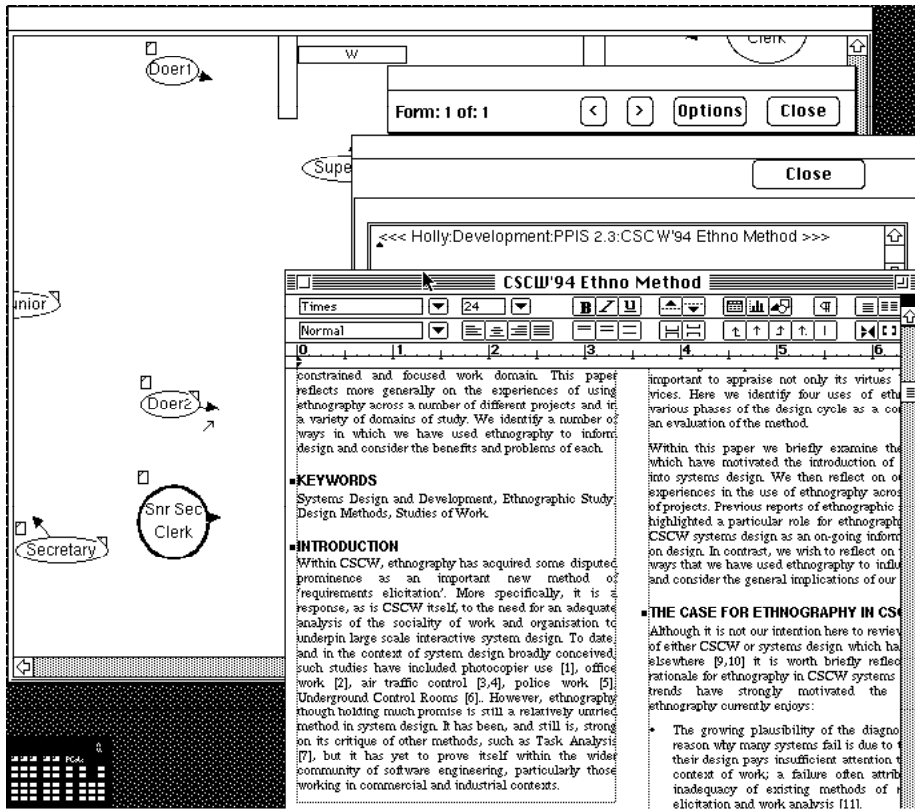 Clerk
W
Doer1
Form: 1 of: 1
<
>
Options
Close
Supe
Close
<<< Holly:Development:PPIS 2.3:CSCW'94 Ethno Method >>>
CSCW'94 Ethno Method
Times
24
B I U
Normal
0 1 2 3 4 5 6
unior
Doer2
Snr Sec
Clerk
Secretary
constrained and focused work domain. This paper
reflects more generally on the experiences of using
ethnography across a number of different projects and in
a variety of domains of study. We identify a number of
ways in which we have used ethnography to inform
design and consider the benefits and problems of each.
KEYWORDS
Systems Design and Development, Ethnographic Study
Design Methods, Studies of Work.
INTRODUCTION
Within CSCW, ethnography has acquired some disputed
prominence as an important new method of
'requirements elicitation'. More specifically, it is a
response, as is CSCW itself, to the need for an adequate
analysis of the sociality of work and organisation to
underpin large scale interactive system design. To date
and in the context of system design broadly conceived
such studies have included photocopier use [1], office
work [2], air traffic control [3,4], police work [5]
Underground Control Rooms [6].. However, ethnography
though holding much promise is still a relatively untried
method in system design. It has been, and still is, strong
on its critique of other methods, such as Task Analysis
[7], but it has yet to prove itself within the wider
community of software engineering, particularly those
working in commercial and industrial contexts.
important to appraise not only its virtues
vices. Here we identify four uses of eth
various phases of the design cycle as a co
an evaluation of the method.
Within this paper we briefly examine the
which have motivated the introduction of
into systems design. We then reflect on o
experiences in the use of ethnography acros
of projects. Previous reports of ethnographic
highlighted a particular role for ethnograph
CSCW systems design as an on-going inform
on design. In contrast, we wish to reflect on
ways that we have used ethnography to influ
and consider the general implications of our
THE CASE FOR ETHNOGRAPHY IN CS
Although it is not our intention here to review
of either CSCW or systems design which ha
elsewhere [9,10] it is worth briefly reflec
rationale for ethnography in CSCW systems
trends have strongly motivated the
ethnography currently enjoys:
• The growing plausibility of the diagno
reason why many systems fail is due to t
their design pays insufficient attention t
context of work; a failure often attrib
inadequacy of existing methods of r
elicitation and work analysis [11].
PCalc